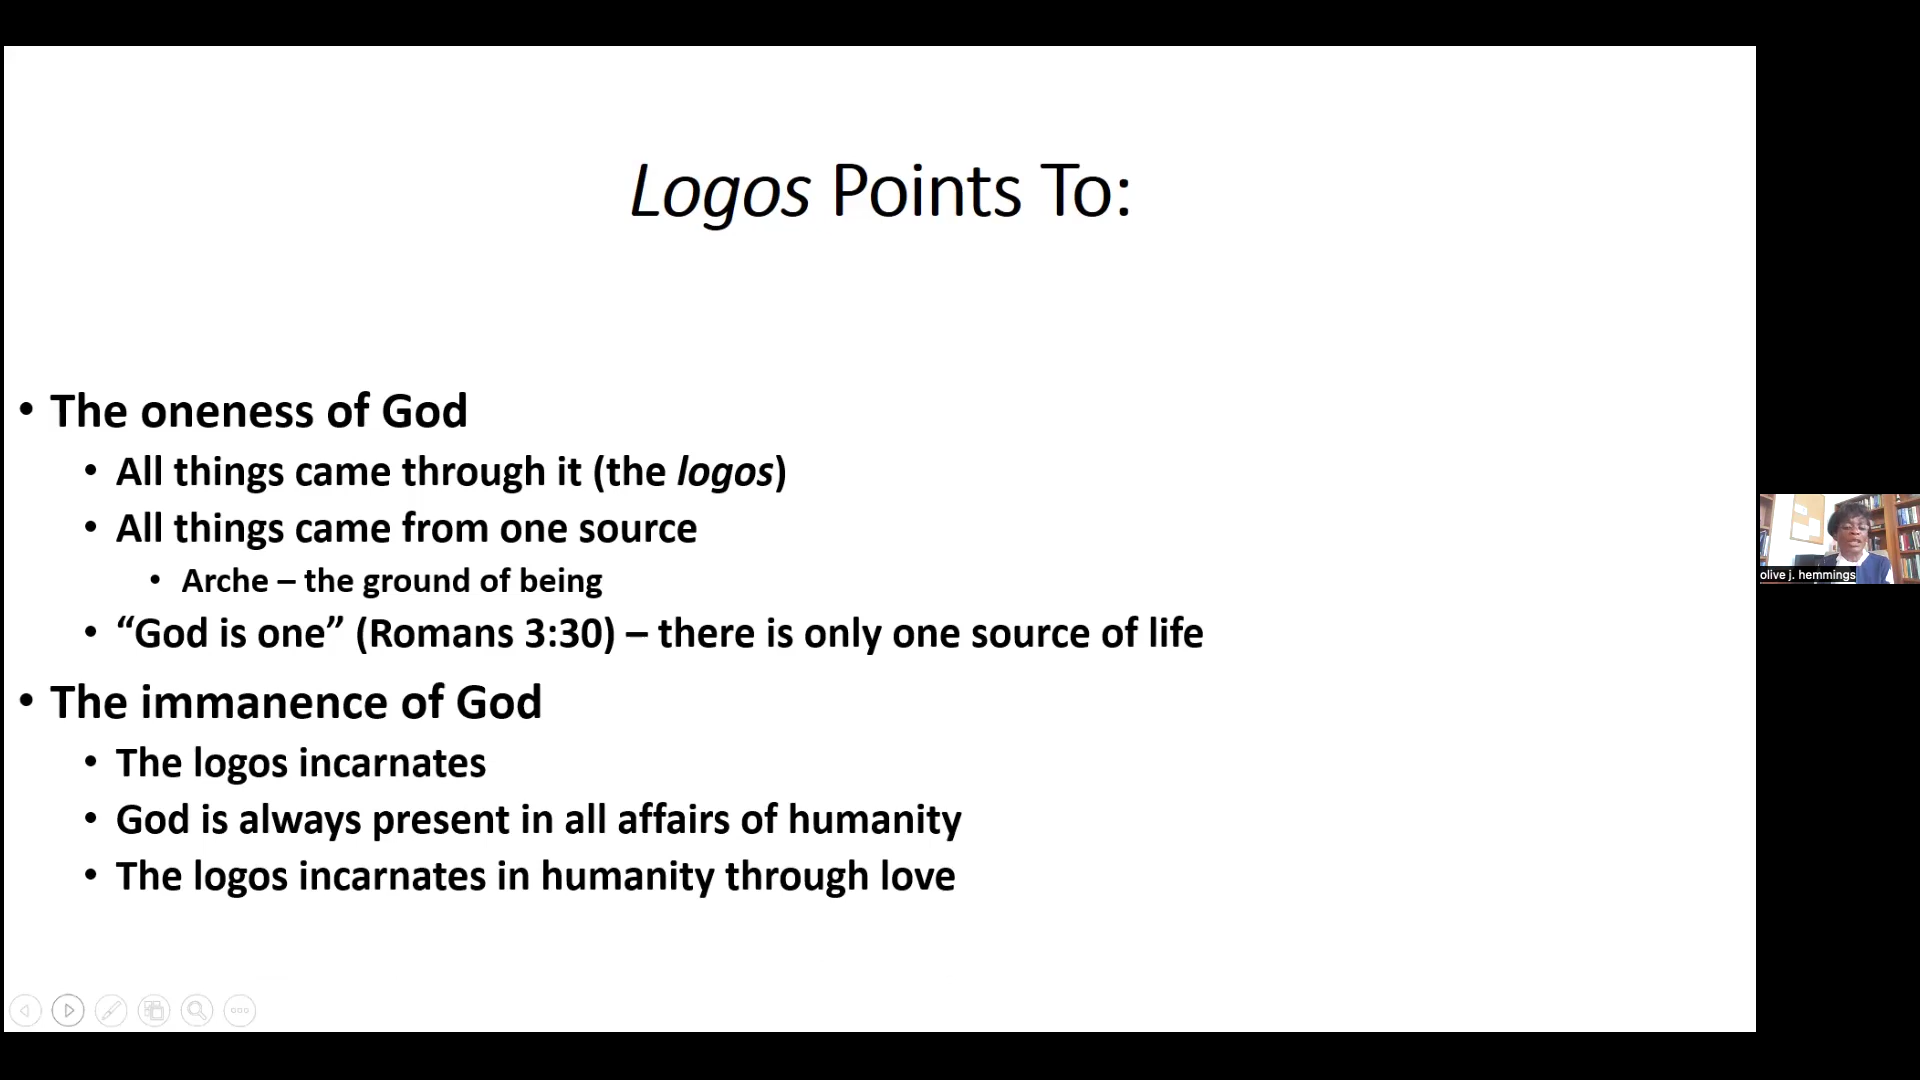 Logos Points To:
• The oneness of God
• All things came through it (the logos)
• All things came from one source
• Arche – the ground of being
• “God is one” (Romans 3:30) – there is only one source of life
• The immanence of God
• The logos incarnates
• God is always present in all affairs of humanity
• The logos incarnates in humanity through love
olive j. hemmings